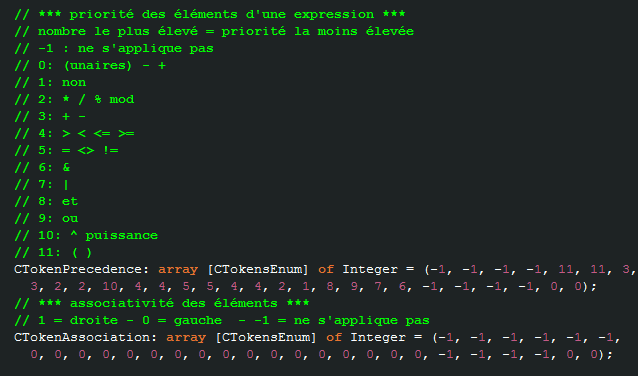 // *** priorité des éléments d'une expression ***
// nombre le plus élevé = priorité la moins élevée
// -1 : ne s'applique pas
// 0: (unaires) - +
// 1: non
// 2: * / % mod
// 3: + -
// 4: > < <= >=
// 5: = <> !=
// 6: &
// 7: |
// 8: et
// 9: ou
// 10: ^ puissance
// 11: ( )
CTokenPrecedence: array [CTokensEnum] of Integer = (-1, -1, -1, -1, 11, 11, 3,
3, 2, 2, 10, 4, 4, 5, 5, 4, 4, 2, 1, 8, 9, 7, 6, -1, -1, -1, -1, 0, 0);
// *** associativité des éléments ***
// 1 = droite - 0 = gauche  - -1 = ne s'applique pas
CTokenAssociation: array [CTokensEnum] of Integer = (-1, -1, -1, -1, -1, -1,
0, 0, 0, 0, 0, 0, 0, 0, 0, 0, 0, 0, 0, 0, 0, 0, 0, -1, -1, -1, -1, 0, 0);